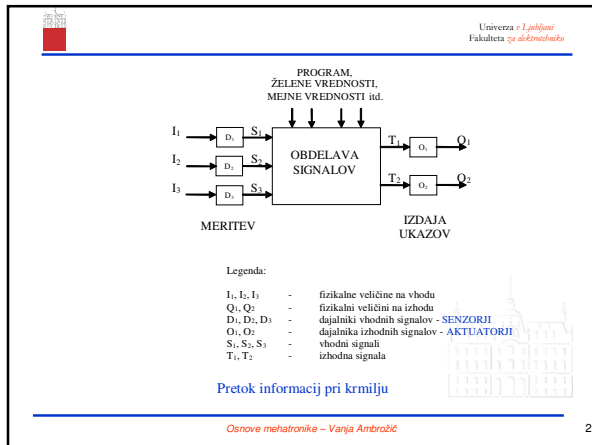 Univerza v Ljubljani
Fakulteta za elektrotehniko
PROGRAM,
ŽELENE VREDNOSTI,
MEJNE VREDNOSTI itd.
I1 D1 S1 T1 O1 Q1
I2 D2 S2 OBDELAVA SIGNALOV T2 O2 Q2
I3 D3 S3
MERITEV
IZDAJA
UKAZOV
Legenda:
I1, I2, I3 - fizikalne veličine na vhodu
Q1, Q2 - fizikalni veličini na izhodu
D1, D2, D3 - dajalniki vhodnih signalov - SENZORJI
O1, O2 - dajalnika izhodnih signalov - AKTUATORJI
S1, S2, S3 - vhodni signali
T1, T2 - izhodna signala
Pretok informacij pri krmilju
Osnove mehatronike – Vanja Ambrožič
2